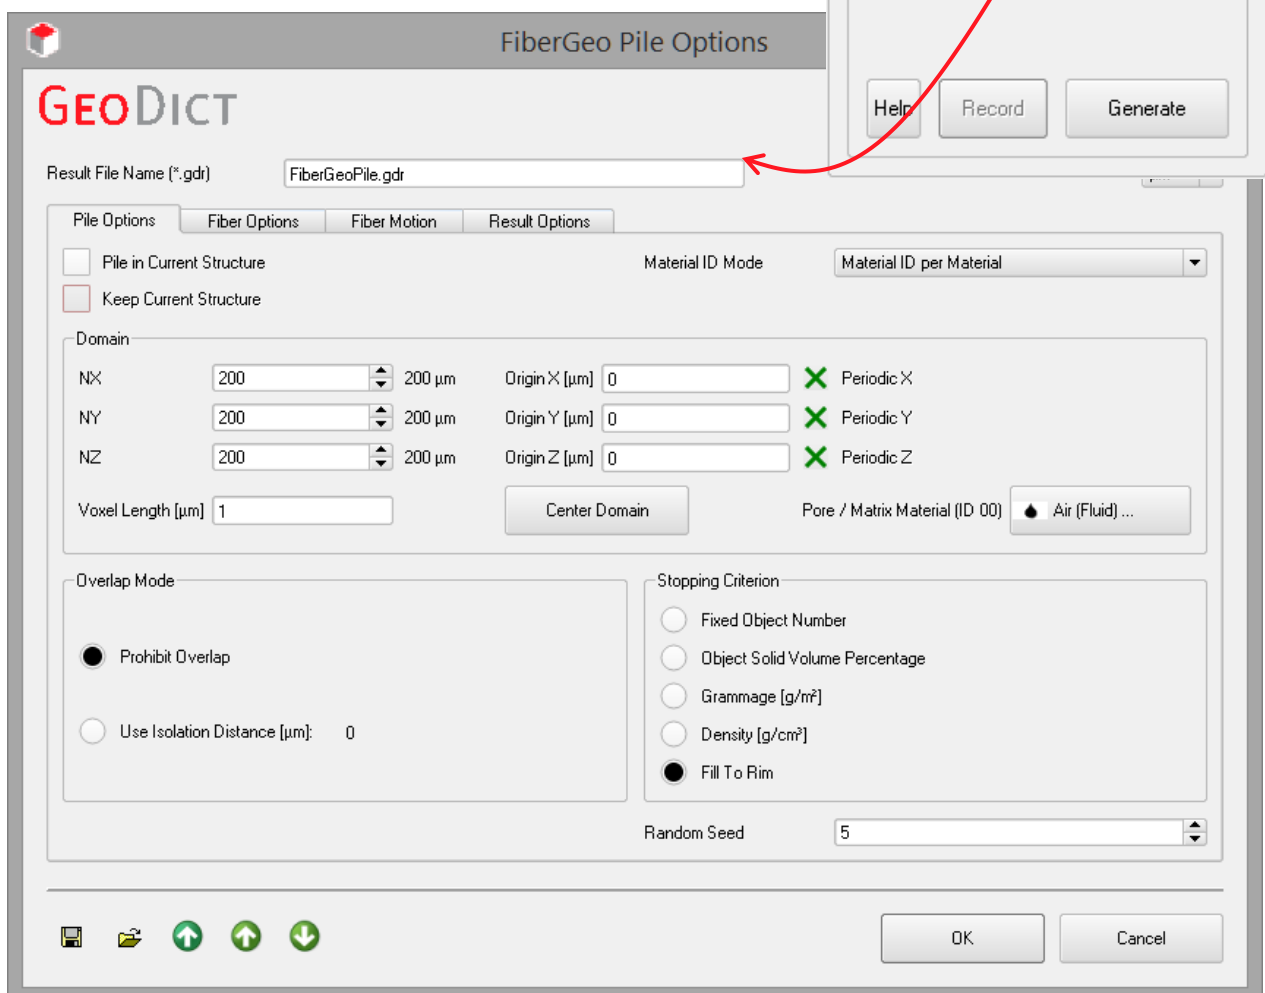 FiberGeo Pile Options
GEODICT
Help
Record
Generate
Result File Name (*.gdr)
FiberGeoPile.gdr
Pile Options
Fiber Options
Fiber Motion
Result Options
Pile in Current Structure
Material ID Mode
Material ID per Material
Keep Current Structure
Domain
NX
200
200 µm
Origin X [µm]
0
Periodic X
NY
200
200 µm
Origin Y [µm]
0
Periodic Y
NZ
200
200 µm
Origin Z [µm]
0
Periodic Z
Voxel Length [µm]
1
Center Domain
Pore / Matrix Material (ID 00)
Air (Fluid) ...
Overlap Mode
Prohibit Overlap
Use Isolation Distance [µm]:
0
Stopping Criterion
Fixed Object Number
Object Solid Volume Percentage
Grammage [g/m²]
Density [g/cm³]
Fill To Rim
Random Seed
5
OK
Cancel